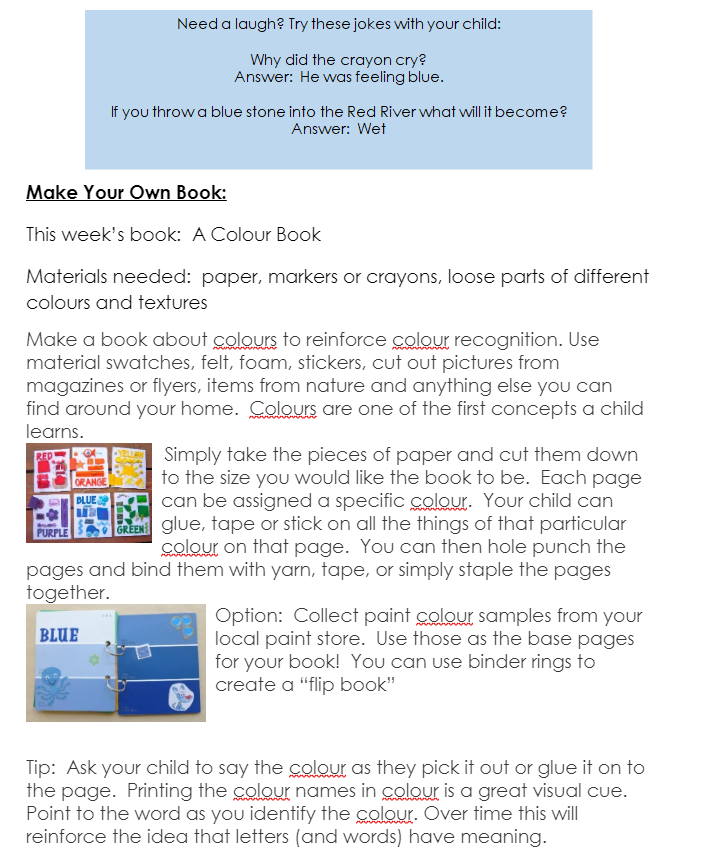 Need a laugh? Try these jokes with your child:
Why did the crayon cry?
Answer: He was feeling blue.
If you throw a blue stone into the Red River what will it become?
Answer: Wet
Make Your Own Book:
This week's book: A Colour Book
Materials needed: paper, markers or crayons, loose parts of different
colours and textures
Make a book about colours to reinforce colour recognition. Use
material swatches, felt, foam, stickers, cut out pictures from
magazines or flyers, items from nature and anything else you can
find around your home. Colours are one of the first concepts a child
learns.
RED
ORANGE
YELLOW
PURPLE
BLUE
GREEN
Simply take the pieces of paper and cut them down
to the size you would like the book to be. Each page
can be assigned a specific colour. Your child can
glue, tape or stick on all the things of that particular
colour on that page. You can then hole punch the
pages and bind them with yarn, tape, or simply staple the pages
together.
BLUE
Option: Collect paint colour samples from your
local paint store. Use those as the base pages
for your book! You can use binder rings to
create a "flip book"
Tip: Ask your child to say the colour as they pick it out or glue it on to
the page. Printing the colour names in colour is a great visual cue.
Point to the word as you identify the colour. Over time this will
reinforce the idea that letters (and words) have meaning.